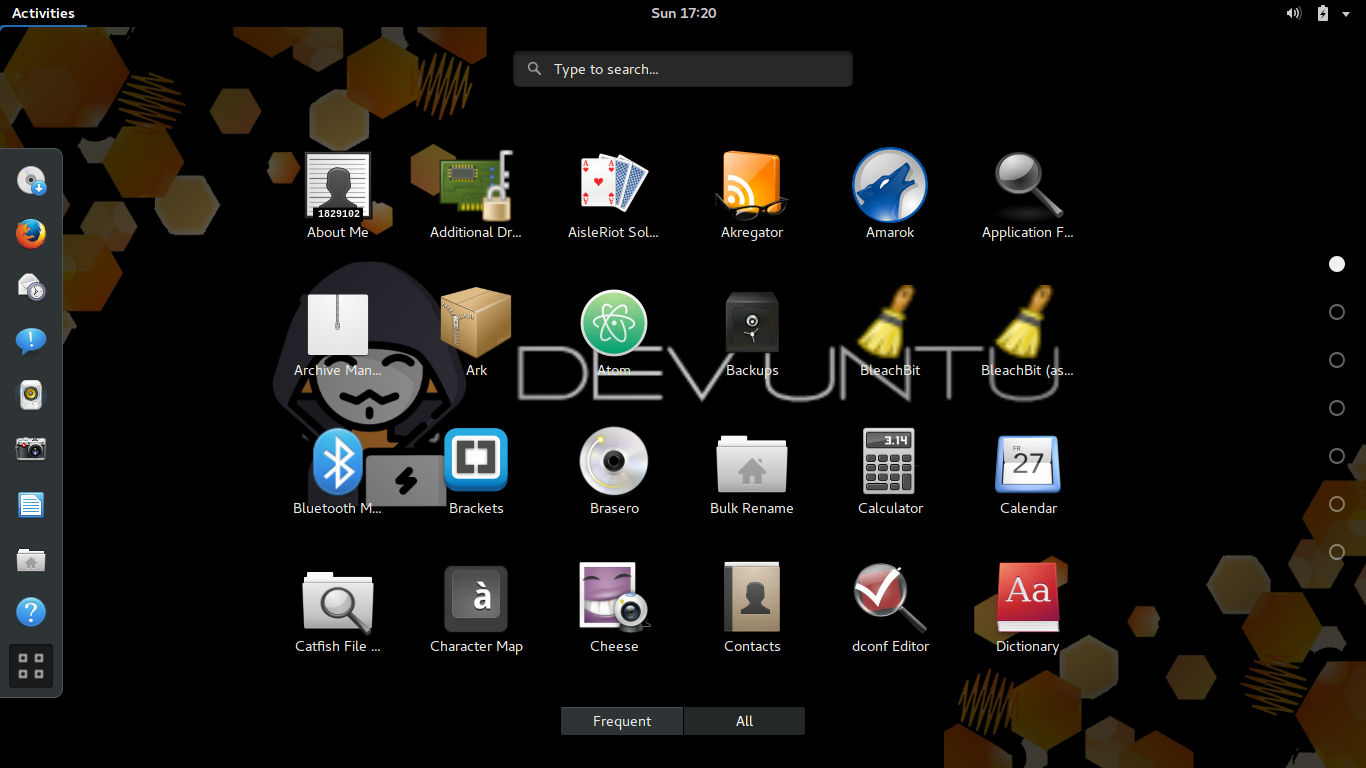 Activities
Sun 17:20
Type to search...
1829102
About Me
Additional Dr...
AisleRiot Sol...
Akregator
Amarok
Application F...
Archive Man...
Ark
Atom
Backups
BleachBit
BleachBit (as...
DEVUNTU
3.14
FR
27
Bluetooth M...
Brackets
Brasero
Bulk Rename
Calculator
Calendar
à
Aa
Catfish File ...
Character Map
Cheese
Contacts
dconf Editor
Dictionary
Frequent
All